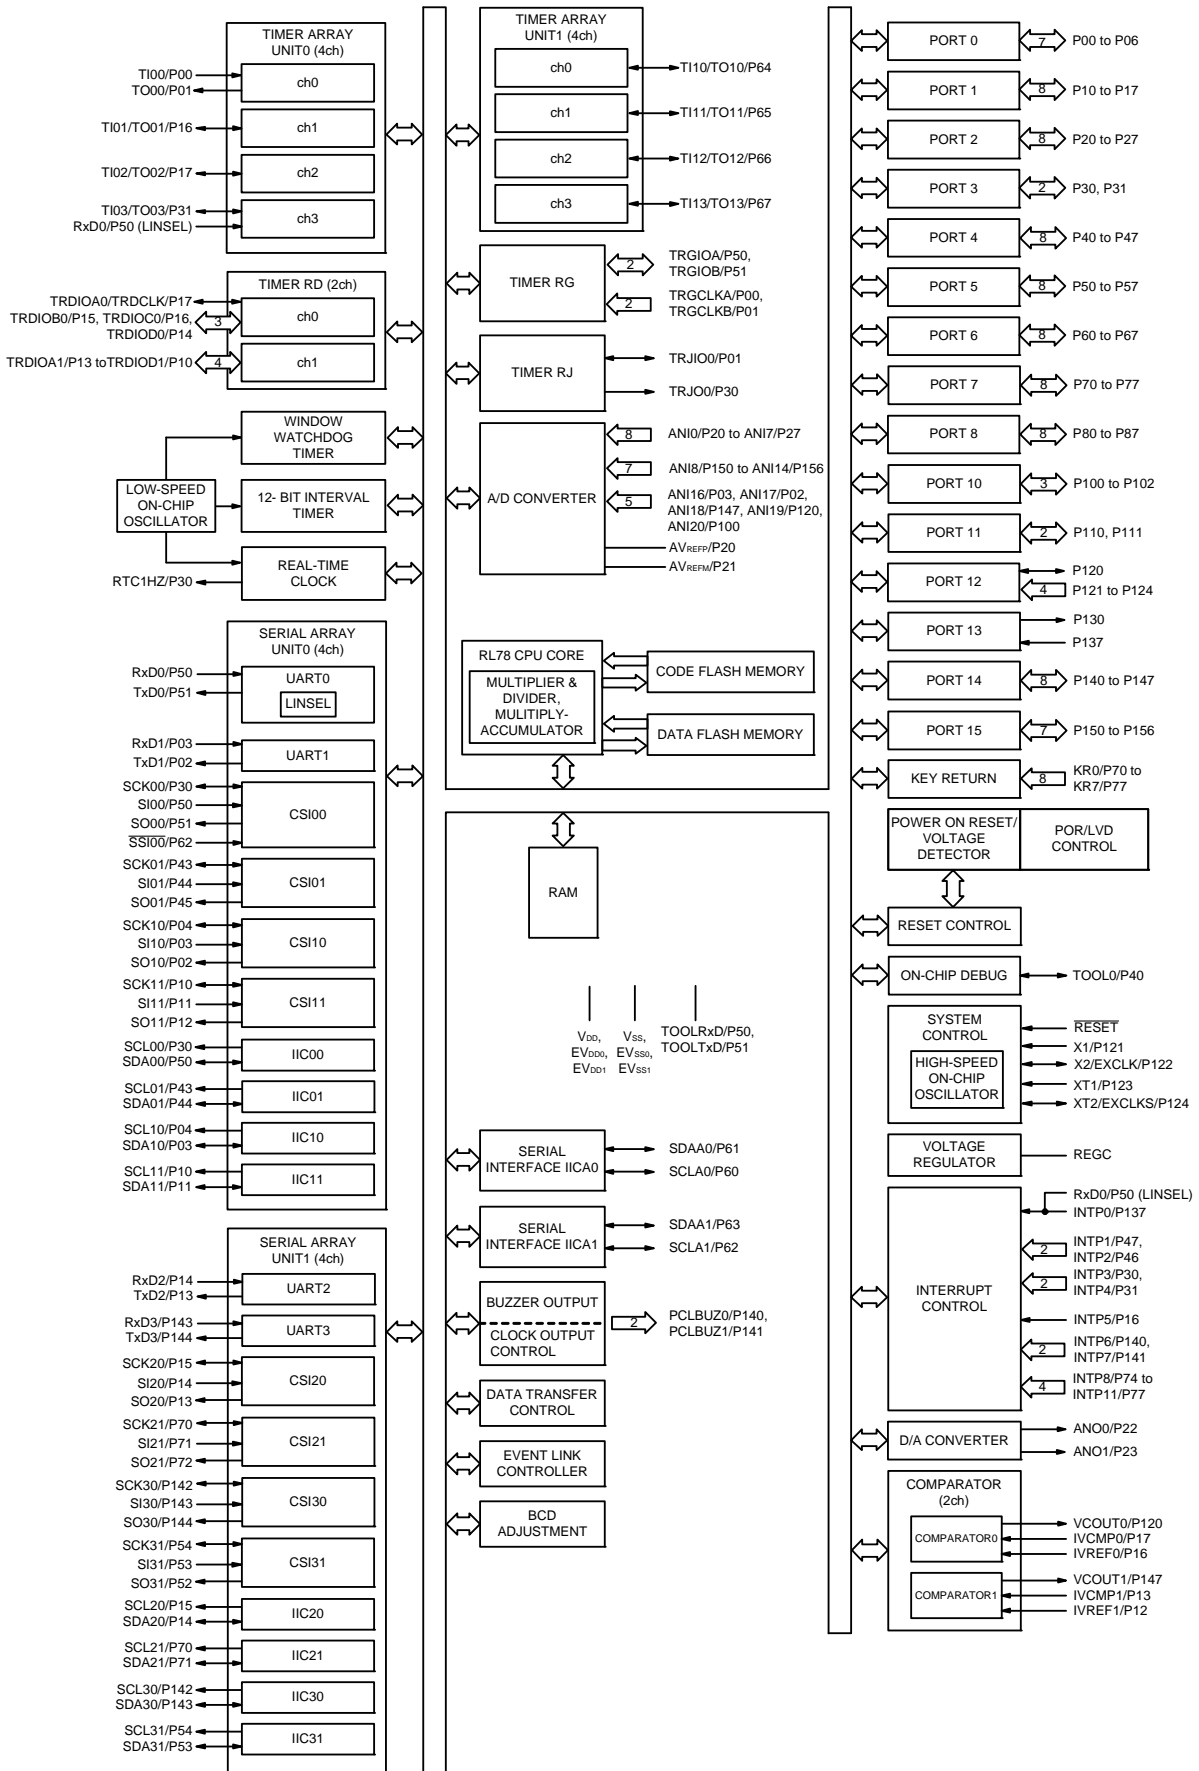 TIMER ARRAY
UNIT0 (4ch)
TI00/P00
TO00/P01
ch0
TI01/TO01/P16
ch1
TI02/TO02/P17
ch2
TI03/TO03/P31
RxD0/P50 (LINSEL)
ch3
TIMER RD (2ch)
TRDIOA0/TRDCLK/P17
TRDIOB0/P15, TRDIOC0/P16,
TRDIOD0/P14
3
ch0
TRDIOA1/P13 toTRDIOD1/P10
4
ch1
WINDOW
WATCHDOG
TIMER
LOW-SPEED
ON-CHIP
OSCILLATOR
12- BIT INTERVAL
TIMER
REAL-TIME
CLOCK
RTC1HZ/P30
SERIAL ARRAY
UNIT0 (4ch)
RxD0/P50
TxD0/P51
UART0
LINSEL
RxD1/P03
TxD1/P02
UART1
SCK00/P30
SI00/P50
SO00/P51
SSI00/P62
CSI00
SCK01/P43
SI01/P44
SO01/P45
CSI01
SCK10/P04
SI10/P03
SO10/P02
CSI10
SCK11/P10
SI11/P11
SO11/P12
CSI11
SCL00/P30
SDA00/P50
IIC00
SCL01/P43
SDA01/P44
IIC01
SCL10/P04
SDA10/P03
IIC10
SCL11/P10
SDA11/P11
IIC11
SERIAL ARRAY
UNIT1 (4ch)
RxD2/P14
TxD2/P13
UART2
RxD3/P143
TxD3/P144
UART3
SCK20/P15
SI20/P14
SO20/P13
CSI20
SCK21/P70
SI21/P71
SO21/P72
CSI21
SCK30/P142
SI30/P143
SO30/P144
CSI30
SCK31/P54
SI31/P53
SO31/P52
CSI31
SCL20/P15
SDA20/P14
IIC20
SCL21/P70
SDA21/P71
IIC21
SCL30/P142
SDA30/P143
IIC30
SCL31/P54
SDA31/P53
IIC31
TIMER ARRAY
UNIT1 (4ch)
ch0
TI10/TO10/P64
ch1
TI11/TO11/P65
ch2
TI12/TO12/P66
ch3
TI13/TO13/P67
TIMER RG
2
TRGIOA/P50,
TRGIOB/P51
2
TRGCLKA/P00,
TRGCLKB/P01
TIMER RJ
TRJIO0/P01
TRJO0/P30
A/D CONVERTER
8
ANI0/P20 to ANI7/P27
7
ANI8/P150 to ANI14/P156
5
ANI16/P03, ANI17/P02,
ANI18/P147, ANI19/P120,
ANI20/P100
AVREFP/P20
AVREFM/P21
RL78 CPU CORE
MULTIPLIER &
DIVIDER,
MULITIPLY-
ACCUMULATOR
CODE FLASH MEMORY
DATA FLASH MEMORY
RAM
VDD,
EVDD0,
EVDD1
VSS,
EVSS0,
EVSS1
TOOLRxD/P50,
TOOLTxD/P51
SERIAL
INTERFACE IICA0
SDAA0/P61
SCLA0/P60
SERIAL
INTERFACE IICA1
SDAA1/P63
SCLA1/P62
BUZZER OUTPUT
CLOCK OUTPUT
CONTROL
2
PCLBUZ0/P140,
PCLBUZ1/P141
DATA TRANSFER
CONTROL
EVENT LINK
CONTROLLER
BCD
ADJUSTMENT
PORT 0
7
P00 to P06
PORT 1
8
P10 to P17
PORT 2
8
P20 to P27
PORT 3
2
P30, P31
PORT 4
8
P40 to P47
PORT 5
8
P50 to P57
PORT 6
8
P60 to P67
PORT 7
8
P70 to P77
PORT 8
8
P80 to P87
PORT 10
3
P100 to P102
PORT 11
2
P110, P111
PORT 12
P120
4
P121 to P124
PORT 13
P130
P137
PORT 14
8
P140 to P147
PORT 15
7
P150 to P156
KEY RETURN
8
KR0/P70 to
KR7/P77
POWER ON RESET/
VOLTAGE
DETECTOR
POR/LVD
CONTROL
RESET CONTROL
ON-CHIP DEBUG
TOOL0/P40
SYSTEM
CONTROL
HIGH-SPEED
ON-CHIP
OSCILLATOR
RESET
X1/P121
X2/EXCLK/P122
XT1/P123
XT2/EXCLKS/P124
VOLTAGE
REGULATOR
REGC
INTERRUPT
CONTROL
RxD0/P50 (LINSEL)
INTP0/P137
2
INTP1/P47,
INTP2/P46
2
INTP3/P30,
INTP4/P31
INTP5/P16
2
INTP6/P140,
INTP7/P141
4
INTP8/P74 to
INTP11/P77
D/A CONVERTER
ANO0/P22
ANO1/P23
COMPARATOR
(2ch)
COMPARATOR0
VCOUT0/P120
IVCMP0/P17
IVREF0/P16
COMPARATOR1
VCOUT1/P147
IVCMP1/P13
IVREF1/P12